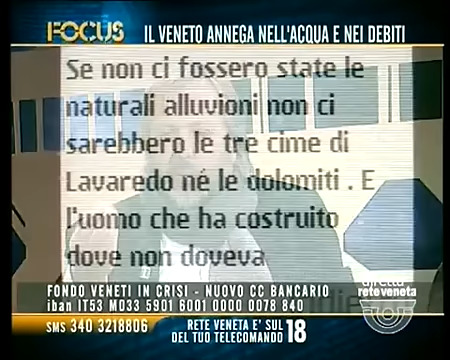 FOCUS IL VENETO ANNEGA NELL'ACQUA E NEI DEBITI
Se non ci fossero state le
naturali alluvioni non ci
sarebbero le tre cime di
Lavaredo né le dolomiti . E
l'uomo che ha costruito
dove non doveva
FONDO VENETI IN CRISI - NUOVO CC BANCARIO
iban IT53 M033 5901 6001 0000 0078 840
diretta
reteveneta
SMS 340 3218806
RETE VENETA E' SUL
DEL TUO TELECOMANDO 18